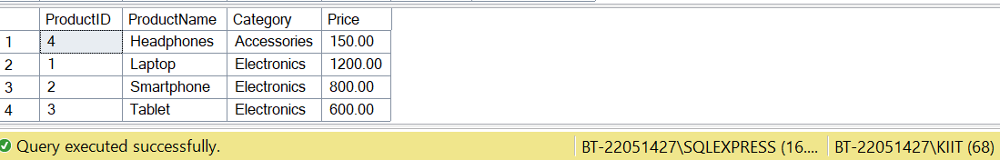 ProductID ProductName Category Price
1 4 Headphones Accessories 150.00
2 1 Laptop Electronics 1200.00
3 2 Smartphone Electronics 800.00
4 3 Tablet Electronics 600.00
Query executed successfully. BT-22051427\SQLEXPRESS (16.... BT-22051427\KIIT (68)